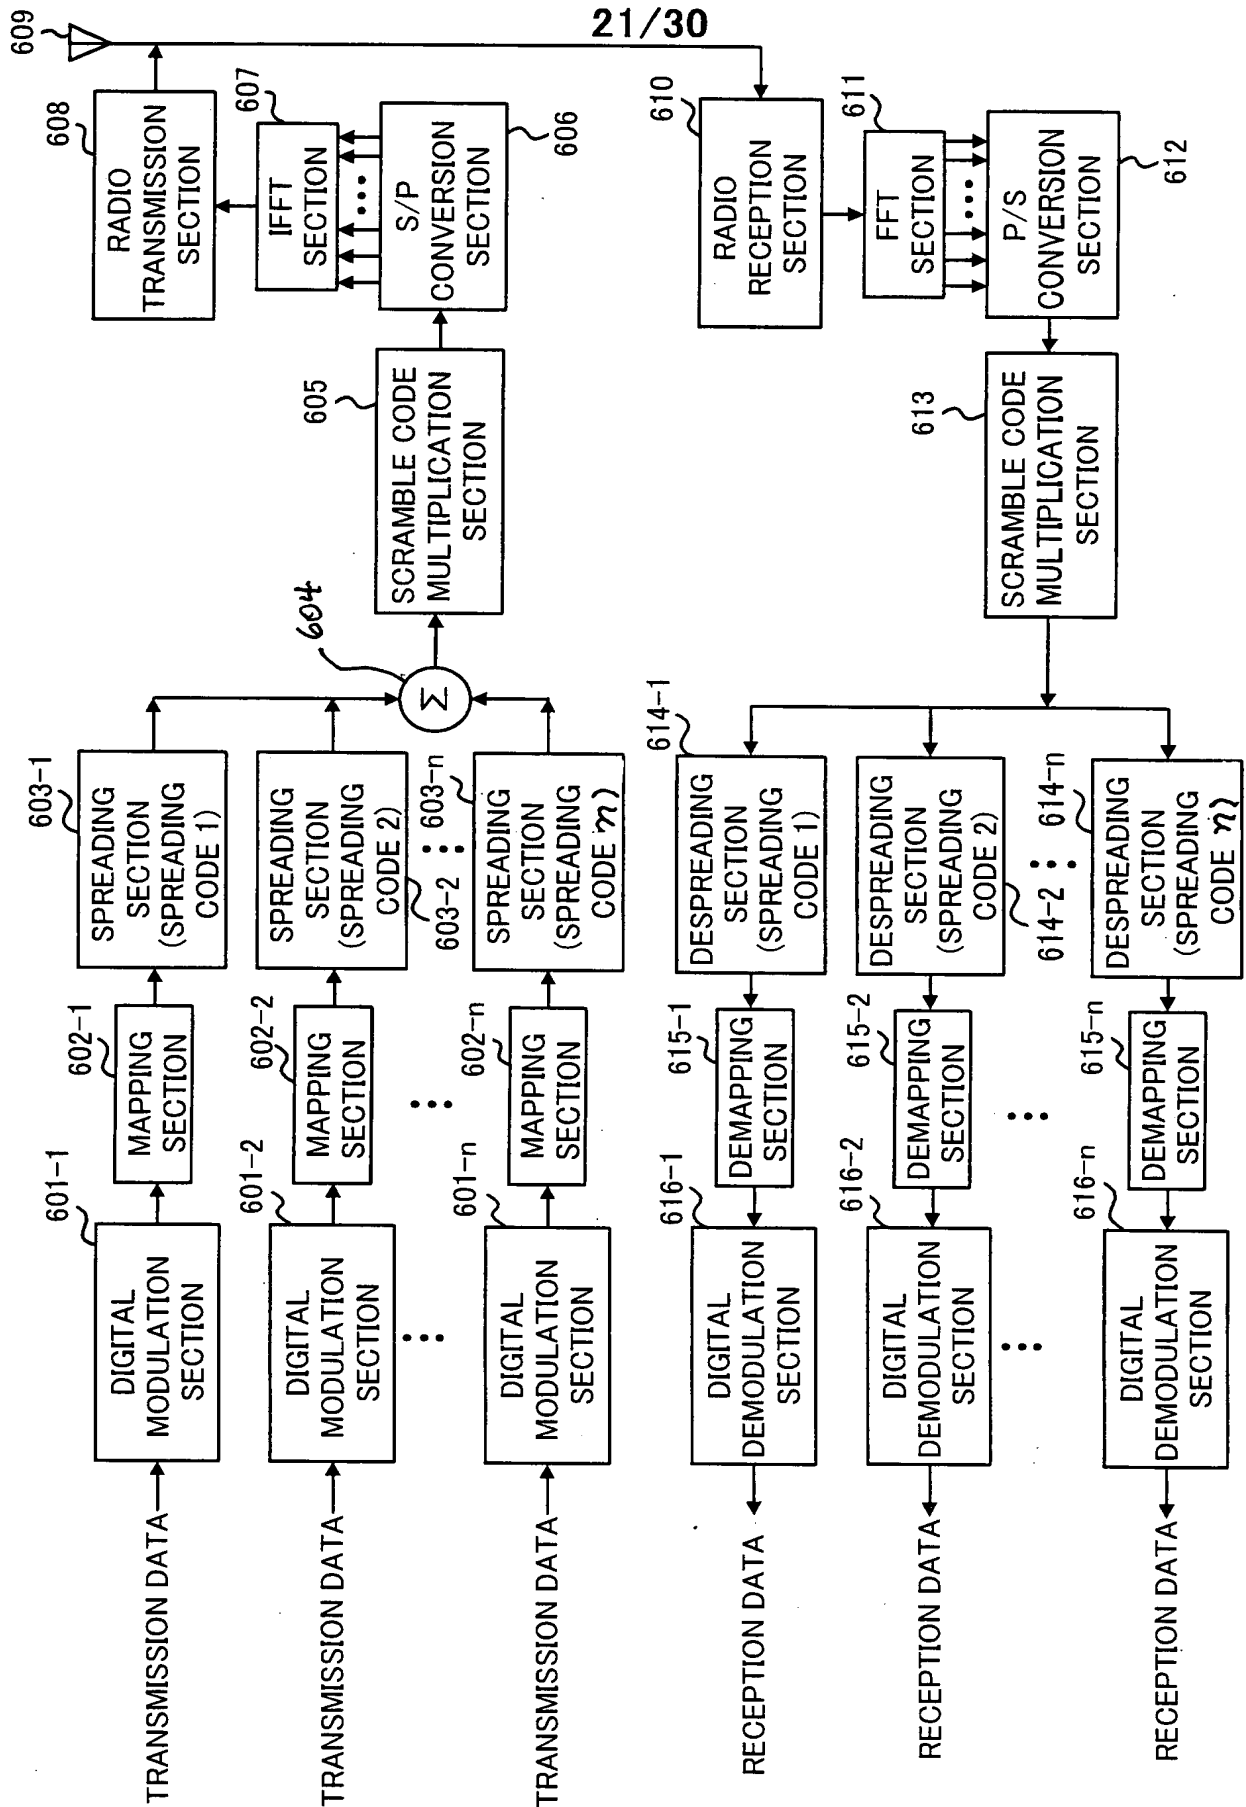 21/30
609
608
RADIO
TRANSMISSION
SECTION
607
IFFT
SECTION
606
S/P
CONVERSION
SECTION
605
SCRAMBLE CODE
MULTIPLICATION
SECTION
604
Σ
603-1
SPREADING
SECTION
(SPREADING
CODE 1)
603-2
SPREADING
SECTION
(SPREADING
CODE 2)
603-n
SPREADING
SECTION
(SPREADING
CODE n)
602-1
MAPPING
SECTION
602-2
MAPPING
SECTION
602-n
MAPPING
SECTION
601-1
DIGITAL
MODULATION
SECTION
601-2
DIGITAL
MODULATION
SECTION
601-n
DIGITAL
MODULATION
SECTION
TRANSMISSION DATA
TRANSMISSION DATA
TRANSMISSION DATA
610
RADIO
RECEPTION
SECTION
611
FFT
SECTION
612
P/S
CONVERSION
SECTION
613
SCRAMBLE CODE
MULTIPLICATION
SECTION
614-1
DESPREADING
SECTION
(SPREADING
CODE 1)
614-2
DESPREADING
SECTION
(SPREADING
CODE 2)
614-n
DESPREADING
SECTION
(SPREADING
CODE n)
615-1
DEMAPPING
SECTION
615-2
DEMAPPING
SECTION
615-n
DEMAPPING
SECTION
616-1
DIGITAL
DEMODULATION
SECTION
616-2
DIGITAL
DEMODULATION
SECTION
616-n
DIGITAL
DEMODULATION
SECTION
RECEPTION DATA
RECEPTION DATA
RECEPTION DATA